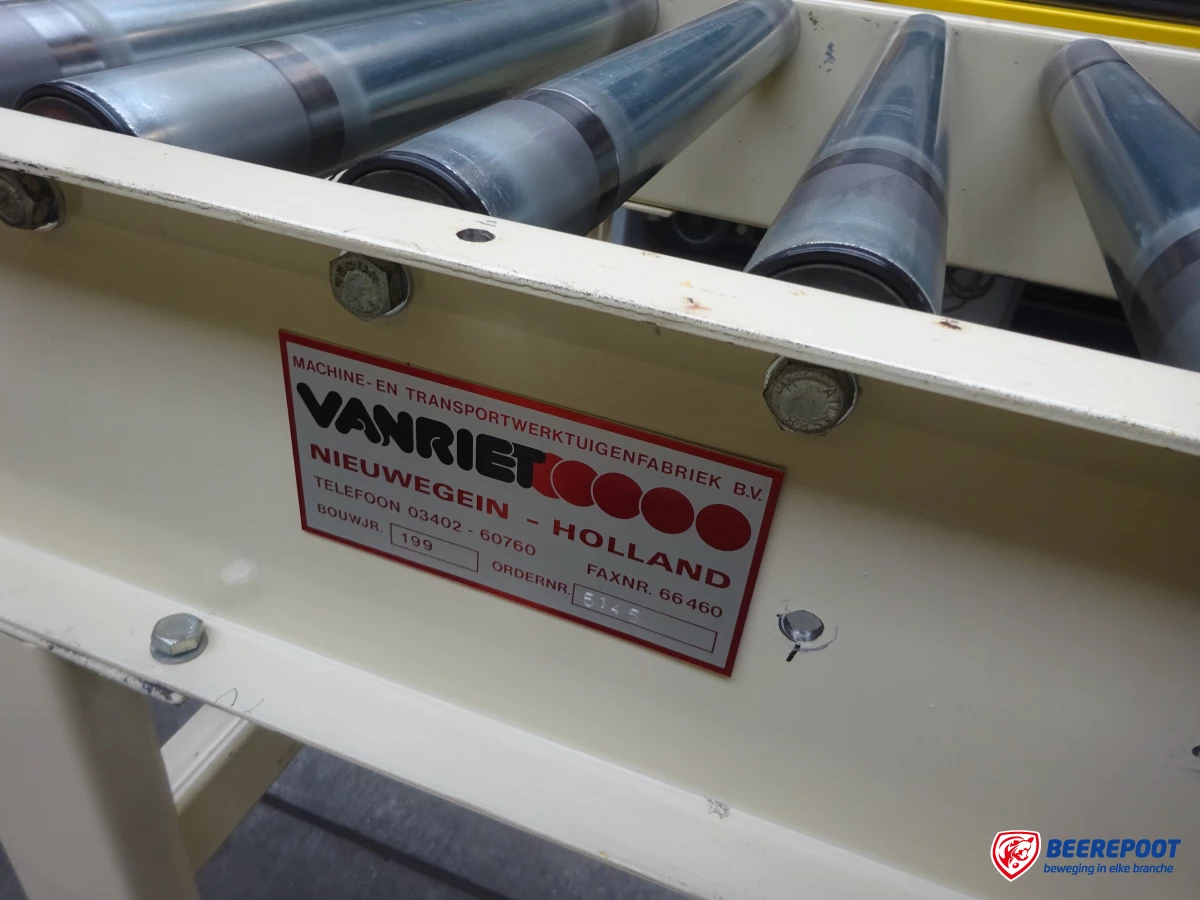 MACHINE- EN TRANSPORTWERKTUIGENFABRIEK B.V.
VANRIET
NIEUWEGEIN - HOLLAND
TELEFOON 03402 - 60760 FAXNR. 66460
BOUWJR. 199 ORDERNR. 5145
BEEREPOOT
beweging in elke branche